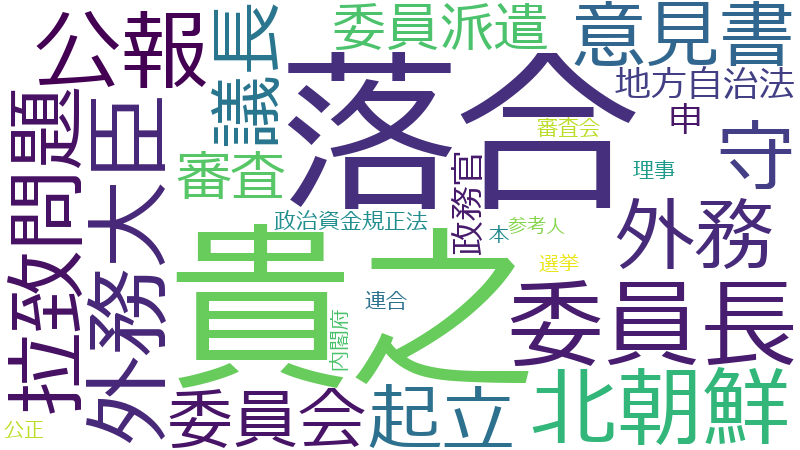 公報
議長
委員派遣
意見書
落合
地方自治法
申
審査会
守
拉致問題
外務大臣
審査
政務官
理事
政治資金規正法
本
参考人
外務
貴之
選挙
連合
内閣府
委員長
北朝鮮
委員会
起立
公正